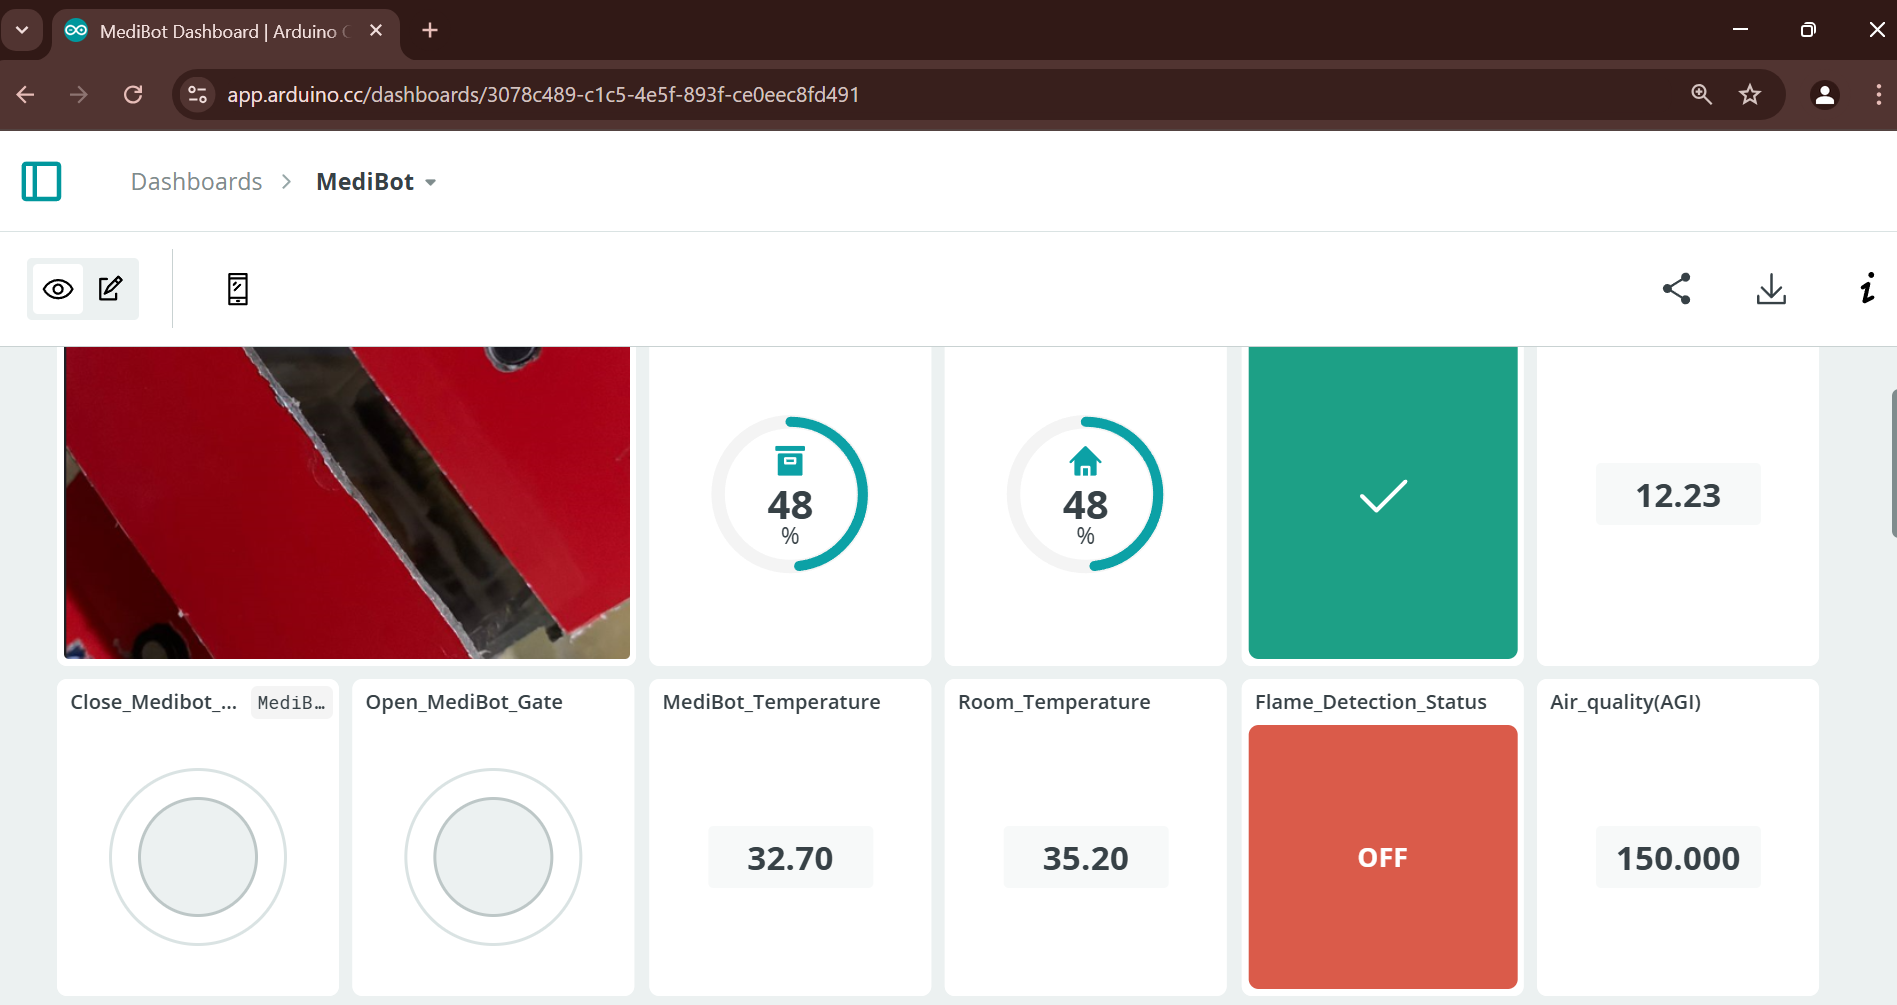 MediBot Dashboard | Arduino C
app.arduino.cc/dashboards/3078c489-c1c5-4e5f-893f-ce0eec8fd491
Dashboards > MediBot
48
%
48
%
12.23
Close_Medibot_... MediB...
Open_MediBot_Gate
MediBot_Temperature
Room_Temperature
Flame_Detection_Status
Air_quality(AGI)
32.70
35.20
OFF
150.000